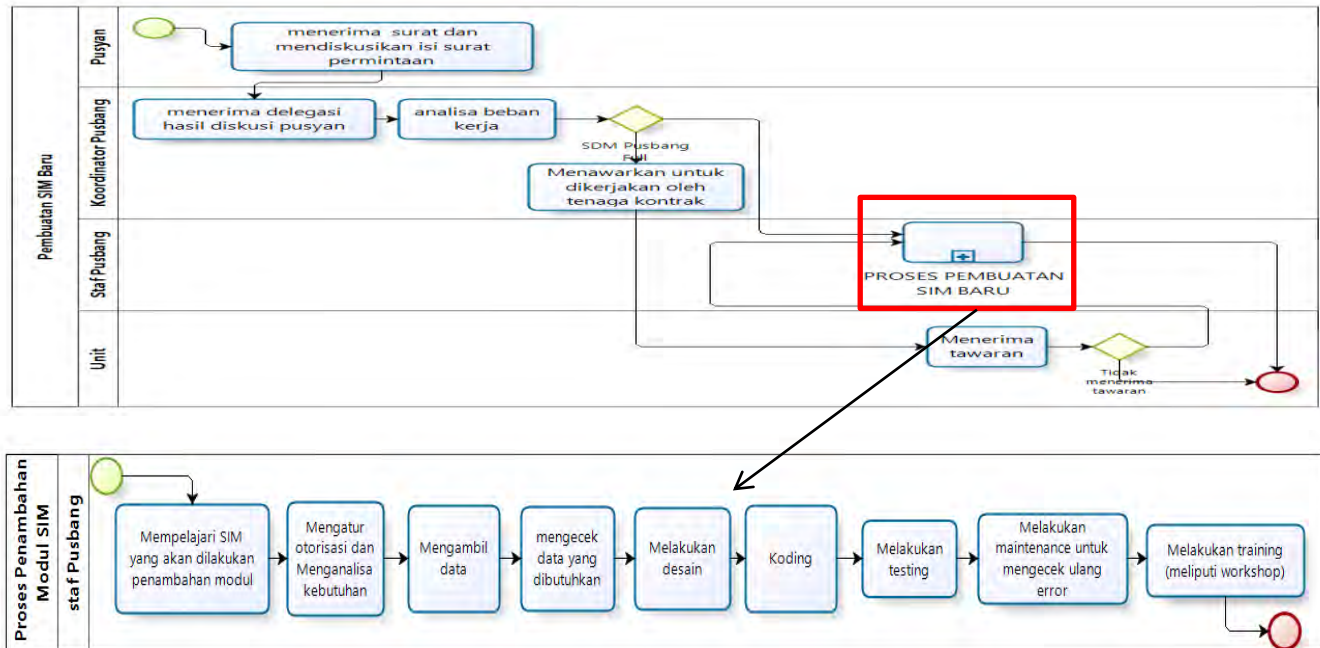 Pembuatan SIM Baru
Pusyan
menerima surat dan
mendiskusikan isi surat
permintaan
Koordinator Pusbang
menerima delegasi
hasil diskusi pusyan
analisa beban
kerja
SDM Pusbang
Full
Menawarkan untuk
dikerjakan oleh
tenaga kontrak
Staf Pusbang
PROSES PEMBUATAN
SIM BARU
Unit
Menerima
tawaran
Tidak
menerima
tawaran
Proses Penambahan
Modul SIM
staf Pusbang
Mempelajari SIM
yang akan dilakukan
penambahan modul
Mengatur
otorisasi dan
Menganalisa
kebutuhan
Mengambil
data
mengecek
data yang
dibutuhkan
Melakukan
desain
Koding
Melakukan
testing
Melakukan
maintenance untuk
mengecek ulang
error
Melakukan training
(meliputi workshop)